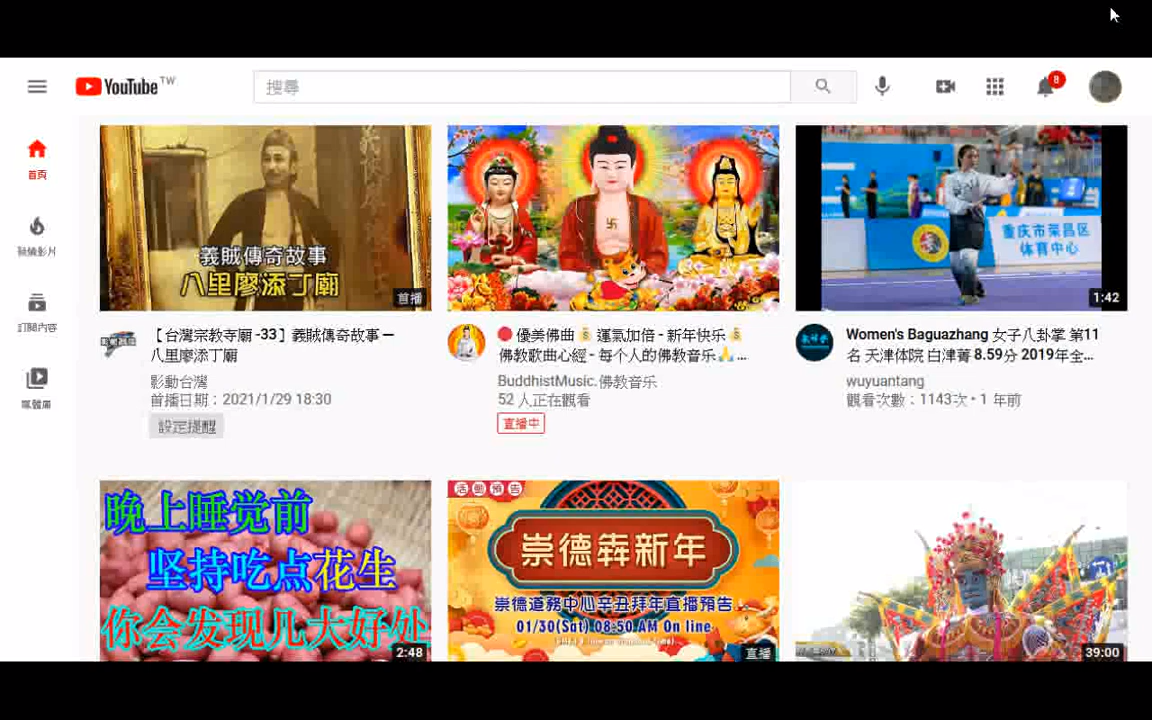 YouTube TW
搜尋
8
首頁
發燒影片
訂閱內容
媒體庫
義賊傳奇故事
八里廖添丁廟
首播
【台灣宗教寺廟 -33】義賊傳奇故事 —
八里廖添丁廟
影動台灣
首播日期：2021/1/29 18:30
設定提醒
🔴 優美佛曲 💰 運氣加倍 - 新年快乐 💰
佛教歌曲心經 - 每个人的佛教音乐🙏...
BuddhistMusic.佛教音乐
52 人正在觀看
直播中
重庆市荣昌区
体育中心
1:42
Women's Baguazhang 女子八卦掌 第11
名 天津体院 白津菁 8.59分 2019年全...
wuyuantang
觀看次數：1143次 • 1 年前
晚上睡觉前
坚持吃点花生
你会发现几大好处
2:48
活動預告
崇德犇新年
崇德道務中心辛丑拜年直播預告
01/30(Sat) 08:50 AM On line
直播
39:00